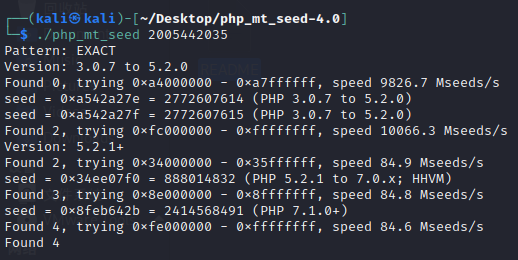 ┌──(kali㉿kali)-[~/Desktop/php_mt_seed-4.0]
└─$ ./php_mt_seed 2005442035
Pattern: EXACT
Version: 3.0.7 to 5.2.0
Found 0, trying 0×a4000000 - 0×a7ffffff, speed 9826.7 Mseeds/s
seed = 0×a542a27e = 2772607614 (PHP 3.0.7 to 5.2.0)
seed = 0×a542a27f = 2772607615 (PHP 3.0.7 to 5.2.0)
Found 2, trying 0×fc000000 - 0×ffffffff, speed 10066.3 Mseeds/s
Version: 5.2.1+
Found 2, trying 0×34000000 - 0×35ffffff, speed 84.9 Mseeds/s
seed = 0×34ee07f0 = 888014832 (PHP 5.2.1 to 7.0.x; HHVM)
Found 3, trying 0×8e000000 - 0×8fffffff, speed 84.8 Mseeds/s
seed = 0×8feb642b = 2414568491 (PHP 7.1.0+)
Found 4, trying 0×fe000000 - 0×ffffffff, speed 84.6 Mseeds/s
Found 4